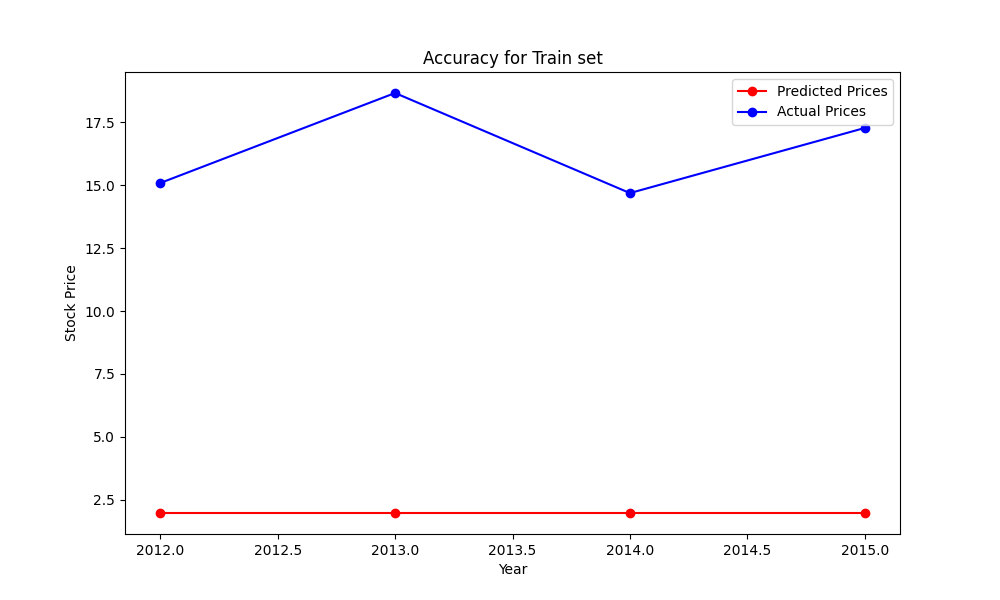 Accuracy for Train set
Predicted Prices
Actual Prices
17.5
15.0
12.5
10.0
7.5
5.0
2.5
Stock Price
2012.0 2012.5 2013.0 2013.5 2014.0 2014.5 2015.0
Year